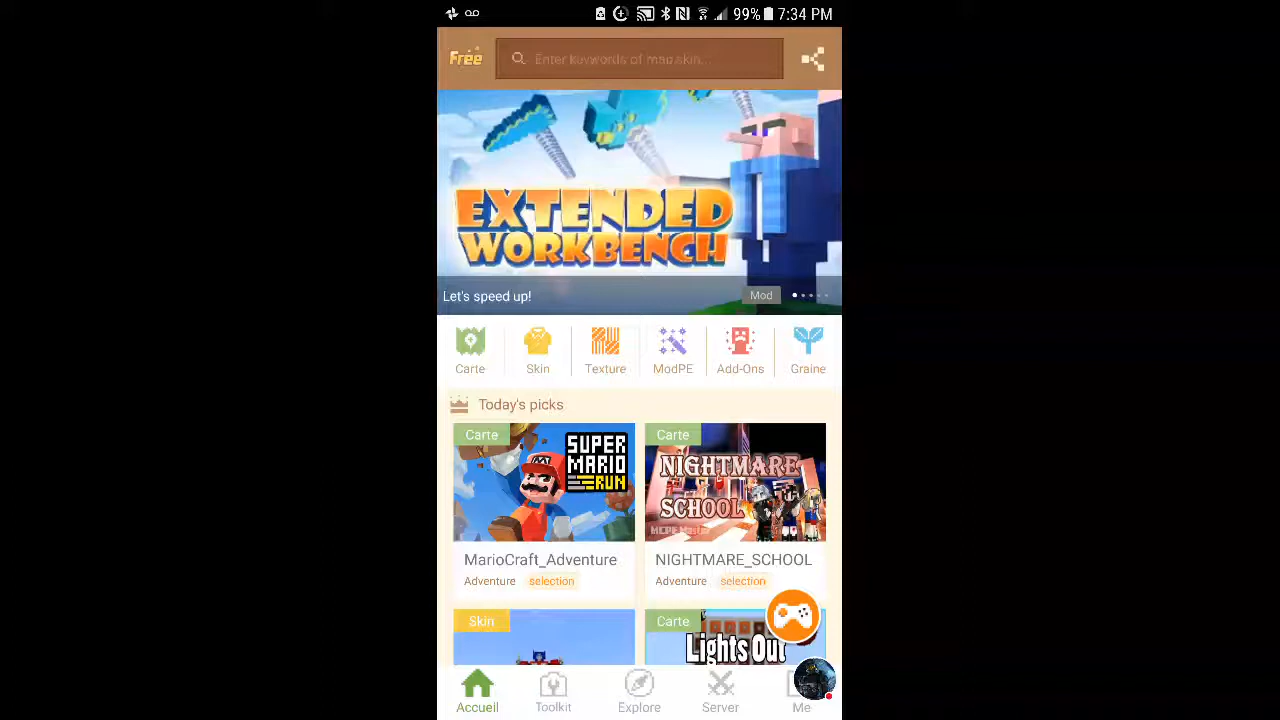 99% 7:34 PM
Free
Enter keywords of map,skin...
EXTENDED
WORKBENCH
Let's speed up!
Mod
Carte
Skin
Texture
ModPE
Add-Ons
Graine
Today's picks
Carte
SUPER
MARIO
RUN
Carte
NIGHTMARE
SCHOOL
MCPE Master
MarioCraft_Adventure
Adventure selection
NIGHTMARE_SCHOOL
Adventure selection
Skin
Carte
Lights Out
Accueil
Toolkit
Explore
Server
Me